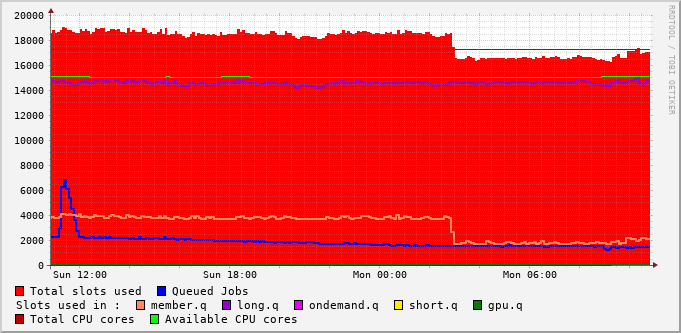 20000
18000
16000
14000
12000
10000
8000
6000
4000
2000
0
Sun 12:00 Sun 18:00 Mon 00:00 Mon 06:00
Total slots used Queued Jobs
Slots used in : member.q long.q ondemand.q short.q gpu.q
Total CPU cores Available CPU cores
RRDTOOL / TOBI OETIKER